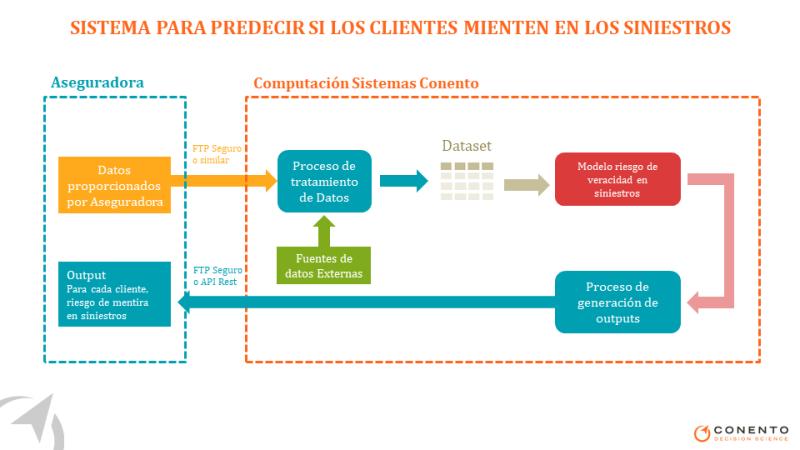 SISTEMA PARA PREDECIR SI LOS CLIENTES MIENTEN EN LOS SINIESTROS
Aseguradora
Computación Sistemas Conento
Datos
proporcionados
por Aseguradora
FTP Seguro
o similar
Proceso de
tratamiento
de Datos
Dataset
Modelo riesgo de
veracidad en
siniestros
Fuentes de
datos Externas
Output
Para cada cliente,
riesgo de mentira
en siniestros
FTP Seguro
o API Rest
Proceso de
generación de
outputs
CONENTO
DECISION SCIENCE